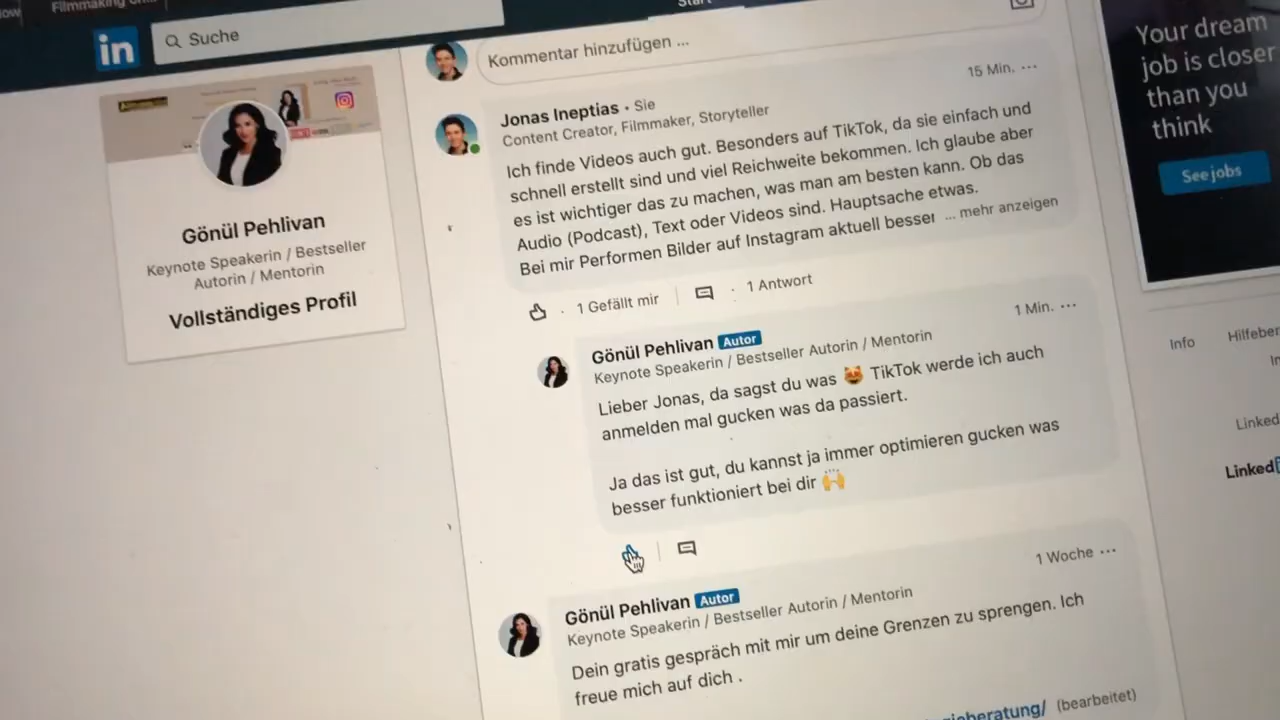 Filmmaking
Start
in
Suche
Kommentar hinzufügen ...
Your dream
job is closer
than you
think
See jobs
Gönül Pehlivan
Keynote Speakerin / Bestseller
Autorin / Mentorin
Vollständiges Profil
Jonas Ineptias • Sie
15 Min. ...
Content Creator, Filmmaker, Storyteller
Ich finde Videos auch gut. Besonders auf TikTok, da sie einfach und
schnell erstellt sind und viel Reichweite bekommen. Ich glaube aber
es ist wichtiger das zu machen, was man am besten kann. Ob das
Audio (Podcast), Text oder Videos sind. Hauptsache etwas.
Bei mir Performen Bilder auf Instagram aktuell besser ... mehr anzeigen
1 Gefällt mir
1 Antwort
Gönül Pehlivan Autor
1 Min. ...
Keynote Speakerin / Bestseller Autorin / Mentorin
Lieber Jonas, da sagst du was 😻 TikTok werde ich auch
anmelden mal gucken was da passiert.
Ja das ist gut, du kannst ja immer optimieren gucken was
besser funktioniert bei dir 🙌
Gönül Pehlivan Autor
1 Woche ...
Keynote Speakerin / Bestseller Autorin / Mentorin
Dein gratis gespräch mit mir um deine Grenzen zu sprengen. Ich
freue mich auf dich .
(bearbeitet)
Info
Linked
Linked